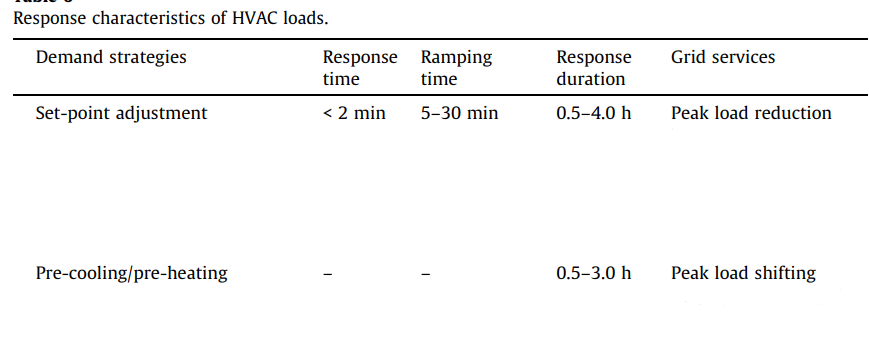 Response characteristics of HVAC loads.
Demand strategies Response time Ramping time Response duration Grid services
Set-point adjustment < 2 min 5–30 min 0.5–4.0 h Peak load reduction
Pre-cooling/pre-heating – – 0.5–3.0 h Peak load shifting